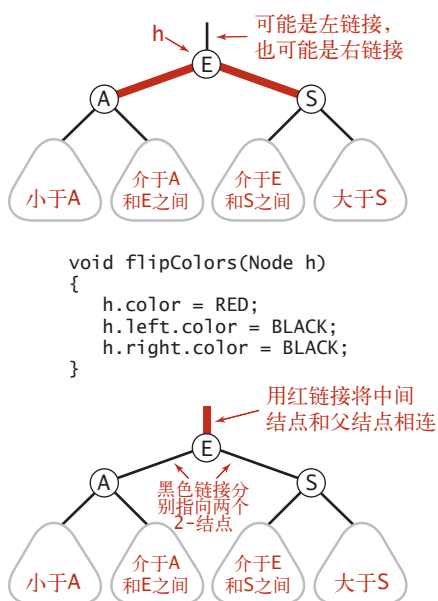 可能是左链接，
也可能是右链接
h
E
A
S
小于A
介于A
和E之间
介于E
和S之间
大于S
void flipColors(Node h)
{
   h.color = RED;
   h.left.color = BLACK;
   h.right.color = BLACK;
}
用红链接将中间
结点和父结点相连
E
A
S
黑色链接分
别指向两个
2-结点
小于A
介于A
和E之间
介于E
和S之间
大于S